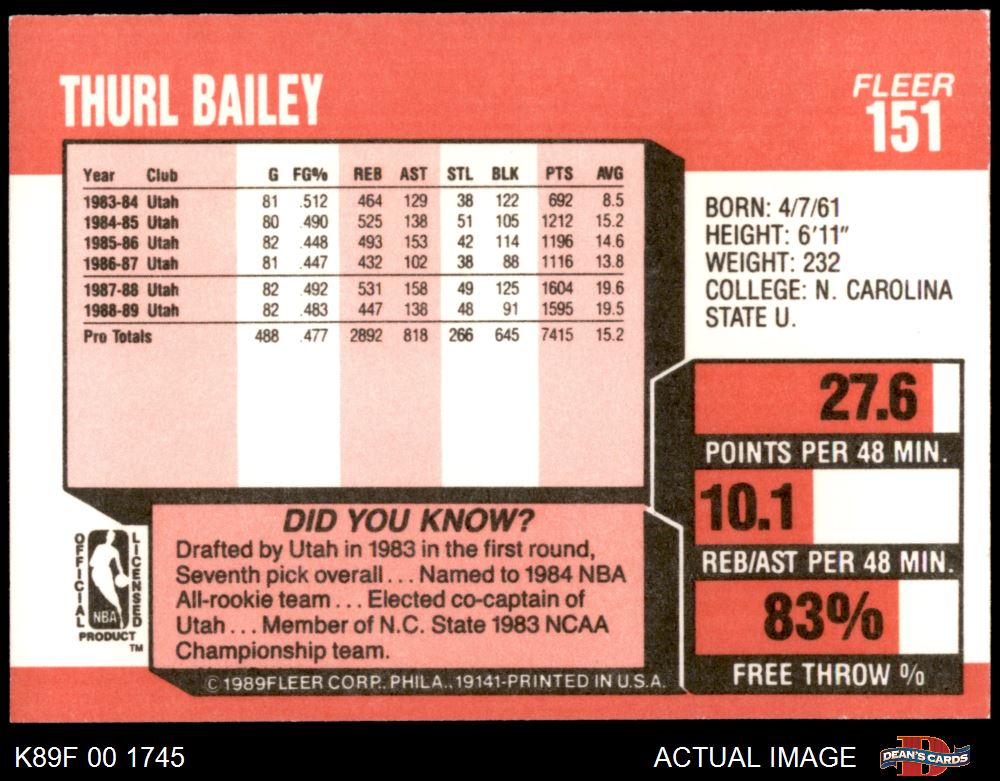 THURL BAILEY
FLEER
151
Year Club G FG% REB AST STL BLK PTS AVG
1983-84 Utah 81 .512 464 129 38 122 692 8.5
1984-85 Utah 80 .490 525 138 51 105 1212 15.2
1985-86 Utah 82 .448 493 153 42 114 1196 14.6
1986-87 Utah 81 .447 432 102 38 88 1116 13.8
1987-88 Utah 82 .492 531 158 49 125 1604 19.6
1988-89 Utah 82 .483 447 138 48 91 1595 19.5
Pro Totals 488 .477 2892 818 266 645 7415 15.2
BORN: 4/7/61
HEIGHT: 6'11"
WEIGHT: 232
COLLEGE: N. CAROLINA
STATE U.
27.6
POINTS PER 48 MIN.
10.1
REB/AST PER 48 MIN.
83%
FREE THROW %
DID YOU KNOW?
Drafted by Utah in 1983 in the first round,
Seventh pick overall... Named to 1984 NBA
All-rookie team... Elected co-captain of
Utah... Member of N.C. State 1983 NCAA
Championship team.
OFFICIAL
LICENSED
NBA
PRODUCT
TM
© 1989 FLEER CORP. PHILA., 19141-PRINTED IN U.S.A.
K89F 00 1745
ACTUAL IMAGE
DEAN'S CARDS